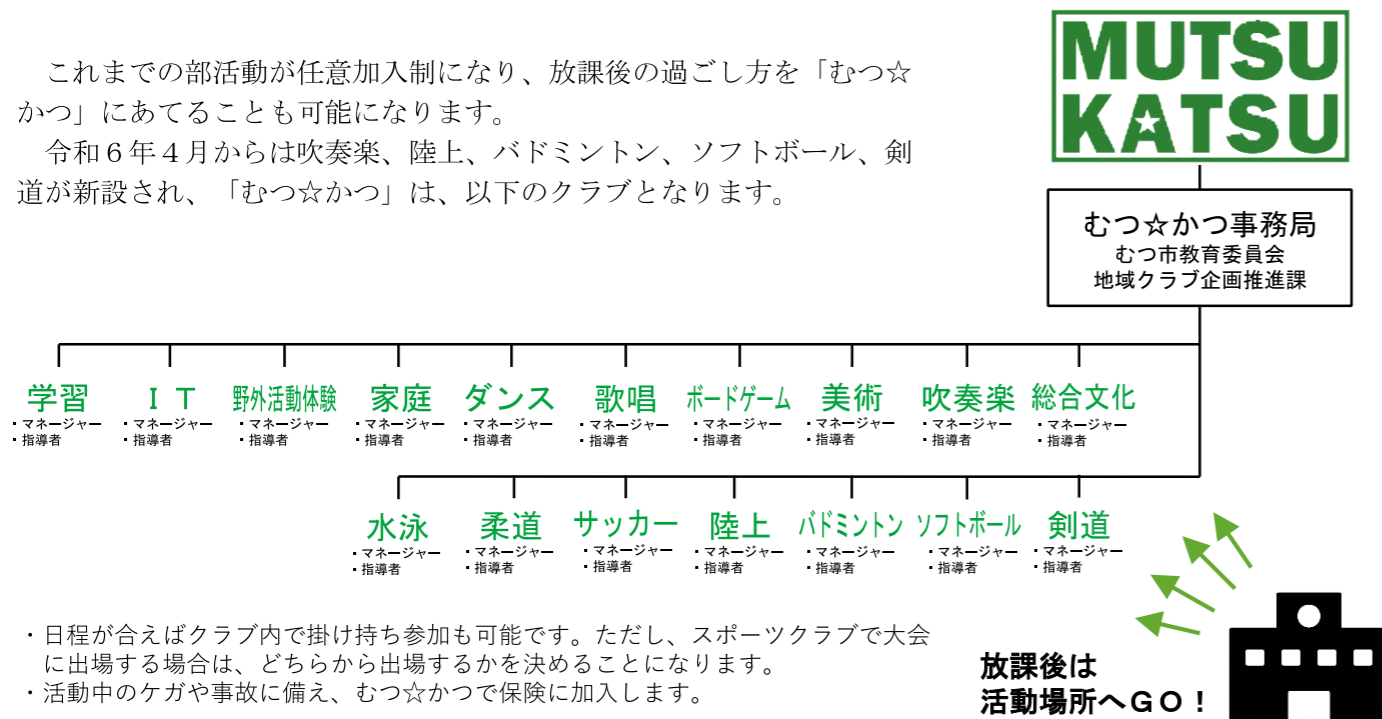 MUTSU
KATSU
これまでの部活動が任意加入制になり、放課後の過ごし方を「むつ☆
かつ」にあてることも可能になります。
令和６年４月からは吹奏楽、陸上、バドミントン、ソフトボール、剣
道が新設され、「むつ☆かつ」は、以下のクラブとなります。
むつ☆かつ事務局
むつ市教育委員会
地域クラブ企画推進課
学習 ＩＴ 野外活動体験 家庭 ダンス 歌唱 ボードゲーム 美術 吹奏楽 総合文化
・マネージャー ・マネージャー ・マネージャー ・マネージャー ・マネージャー ・マネージャー ・マネージャー ・マネージャー ・マネージャー ・マネージャー
・指導者 ・指導者 ・指導者 ・指導者 ・指導者 ・指導者 ・指導者 ・指導者 ・指導者 ・指導者
水泳 柔道 サッカー 陸上 バドミントン ソフトボール 剣道
・マネージャー ・マネージャー ・マネージャー ・マネージャー ・マネージャー ・マネージャー ・マネージャー
・指導者 ・指導者 ・指導者 ・指導者 ・指導者 ・指導者 ・指導者
・日程が合えばクラブ内で掛け持ち参加も可能です。ただし、スポーツクラブで大会
に出場する場合は、どちらから出場するかを決めることになります。
・活動中のケガや事故に備え、むつ☆かつで保険に加入します。
放課後は
活動場所へＧＯ！